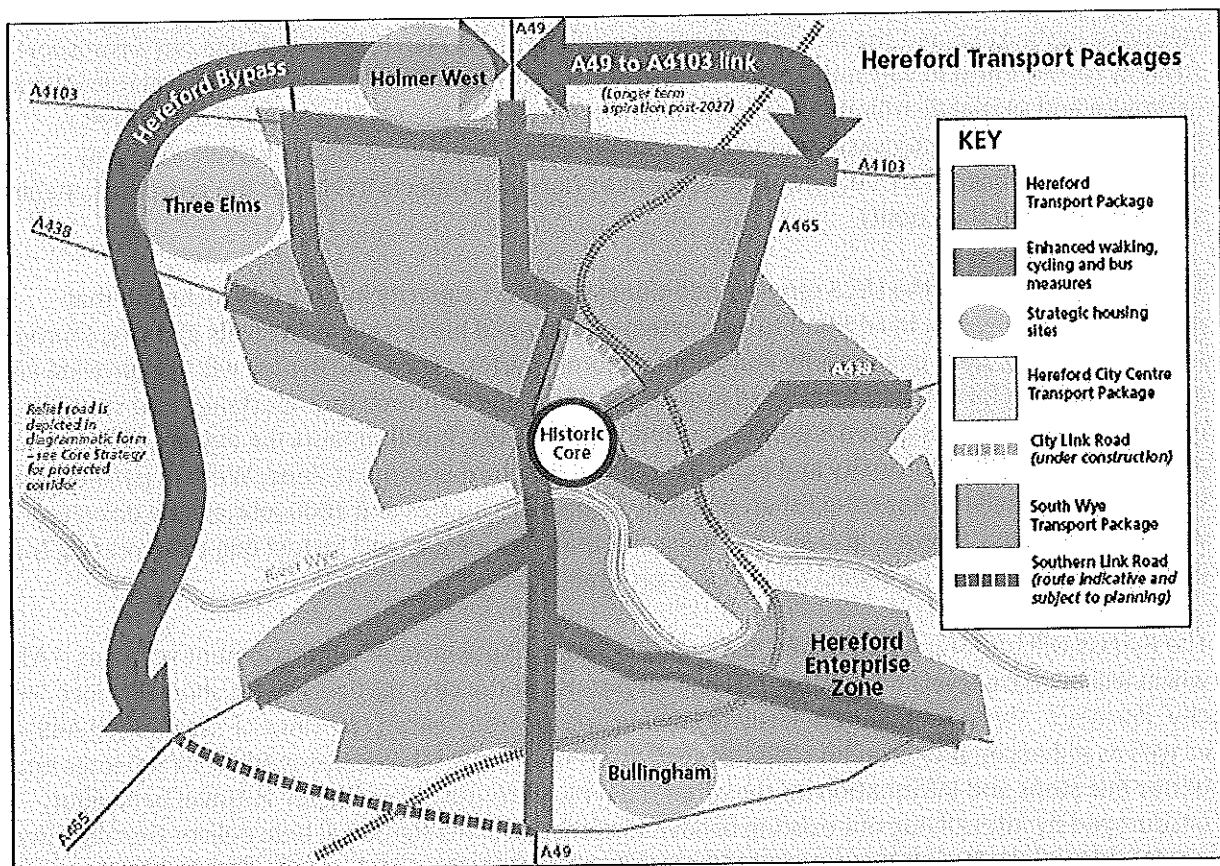 Hereford Transport Packages
A49
Hereford Bypass
Holmer West
A49 to A4103 link
(Longer term
aspiration post-2027)
A4103
A4103
Three Elms
A438
A465
KEY
Hereford
Transport Package
Enhanced walking,
cycling and bus
measures
Strategic housing
sites
Hereford City Centre
Transport Package
City Link Road
(under construction)
South Wye
Transport Package
Southern Link Road
(route indicative and
subject to planning)
Relief road is
depicted in
diagrammatic form
– see Core Strategy
for protected
corridor
Historic
Core
Hereford
Enterprise
Zone
Bullingham
A465
A49